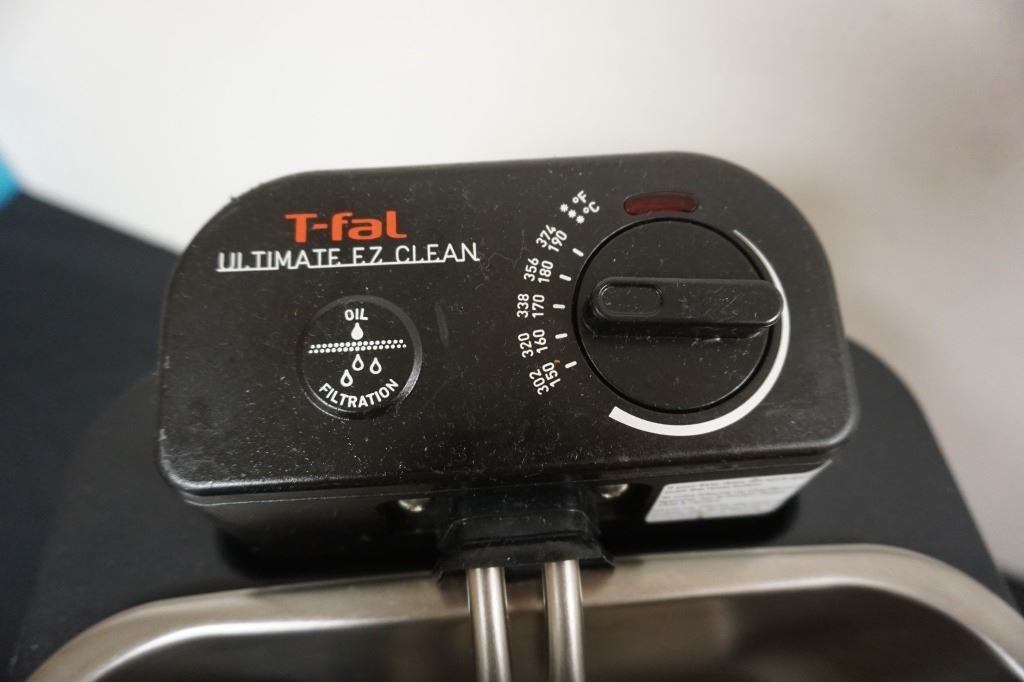 T-fal
ULTIMATE EZ CLEAN
OIL
FILTRATION
°F
°C
374
190
356
180
338
170
320
160
302
150